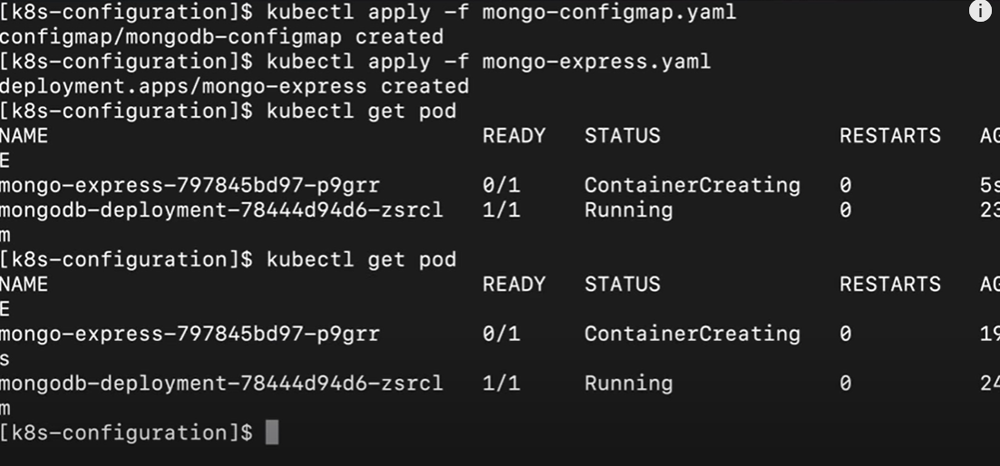 [k8s-configuration]$ kubectl apply -f mongo-configmap.yaml
configmap/mongodb-configmap created
[k8s-configuration]$ kubectl apply -f mongo-express.yaml
deployment.apps/mongo-express created
[k8s-configuration]$ kubectl get pod
NAME READY STATUS RESTARTS AG
E
mongo-express-797845bd97-p9grr 0/1 ContainerCreating 0 5s
mongodb-deployment-78444d94d6-zsrcl 1/1 Running 0 23
m
[k8s-configuration]$ kubectl get pod
NAME READY STATUS RESTARTS AG
E
mongo-express-797845bd97-p9grr 0/1 ContainerCreating 0 19
s
mongodb-deployment-78444d94d6-zsrcl 1/1 Running 0 24
m
[k8s-configuration]$